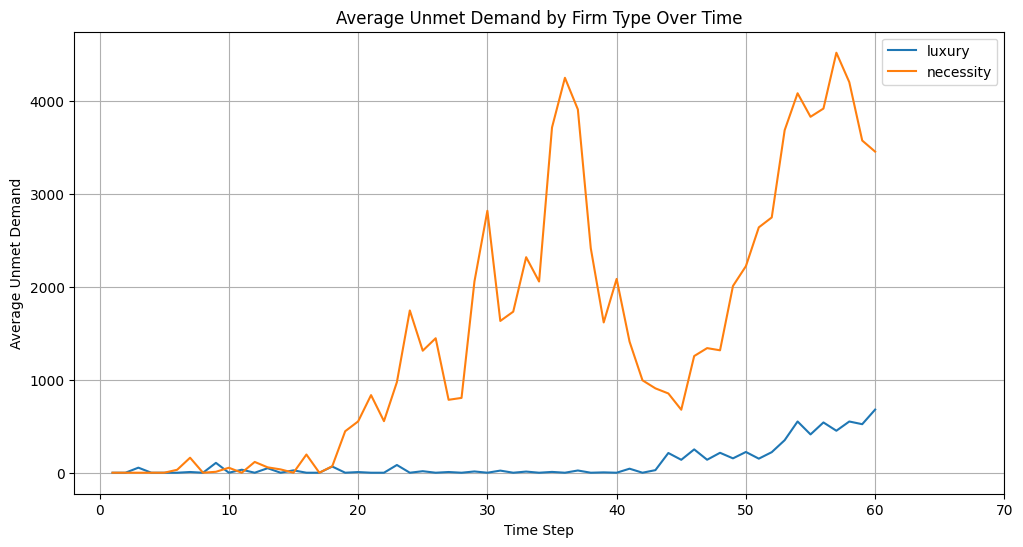 Average Unmet Demand by Firm Type Over Time
luxury
necessity
Average Unmet Demand
4000
3000
2000
1000
0
0 10 20 30 40 50 60 70
Time Step